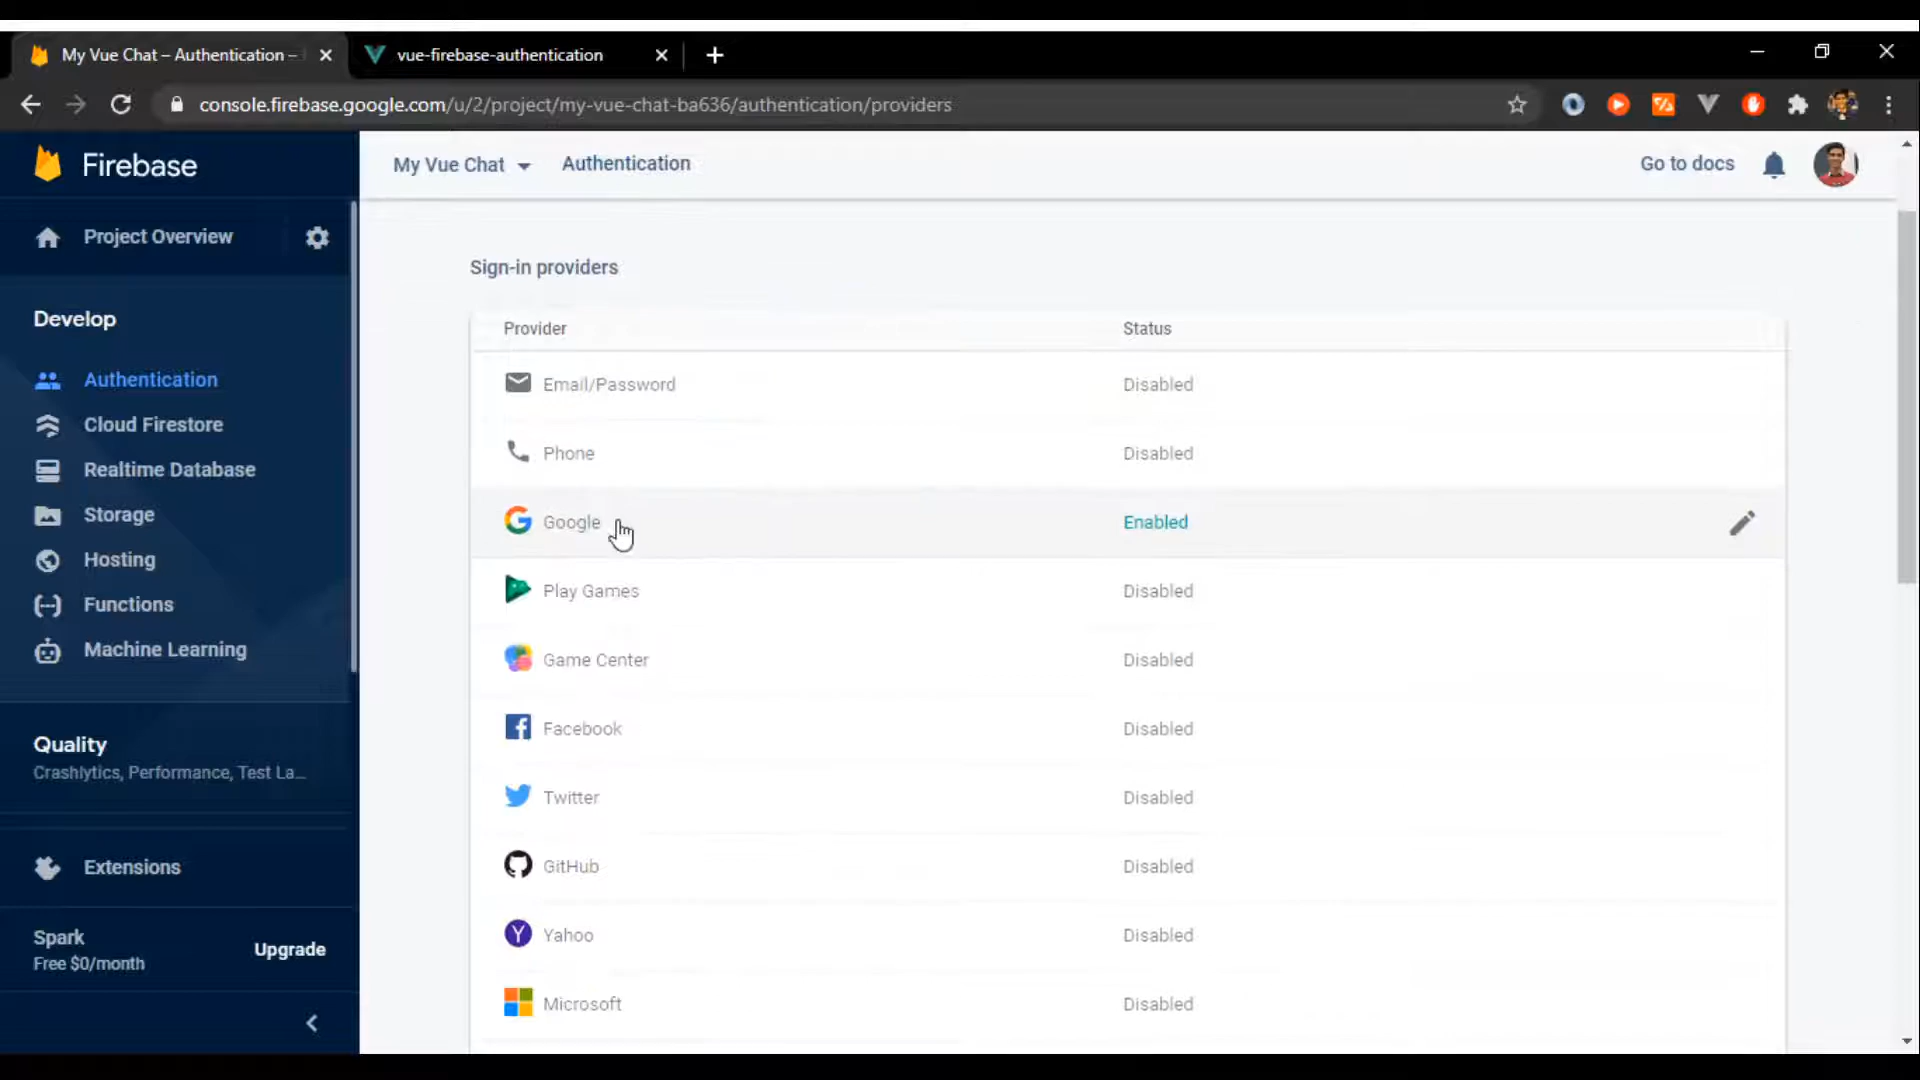 My Vue Chat – Authentication –
vue-firebase-authentication
console.firebase.google.com/u/2/project/my-vue-chat-ba636/authentication/providers
Firebase
My Vue Chat
Authentication
Go to docs
Project Overview
Sign-in providers
Develop
Provider
Status
Authentication
Email/Password
Disabled
Cloud Firestore
Phone
Disabled
Realtime Database
Storage
Google
Enabled
Hosting
Play Games
Disabled
Functions
Machine Learning
Game Center
Disabled
Facebook
Disabled
Quality
Crashlytics, Performance, Test La...
Twitter
Disabled
Extensions
GitHub
Disabled
Spark
Free $0/month
Upgrade
Yahoo
Disabled
Microsoft
Disabled